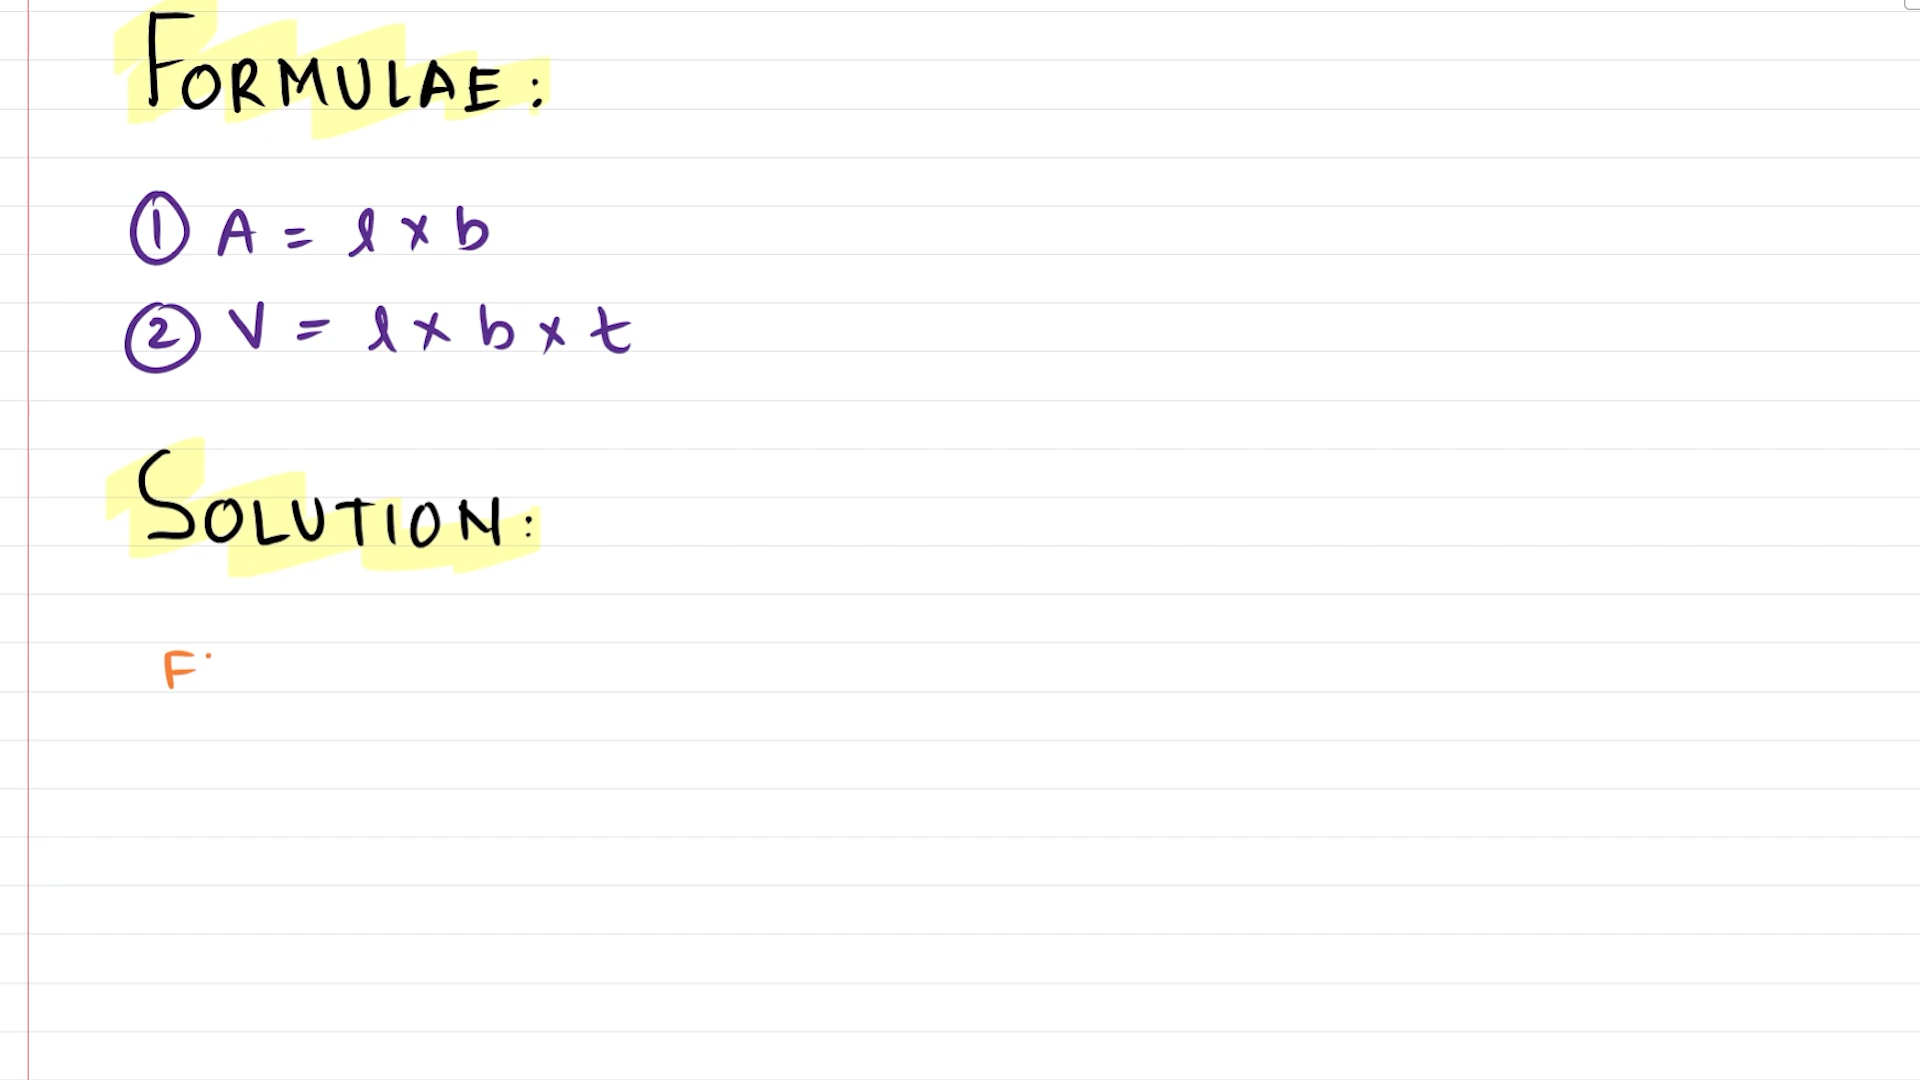 FORMULAE:
① A = l × b
② V = l × b × t
SOLUTION:
F